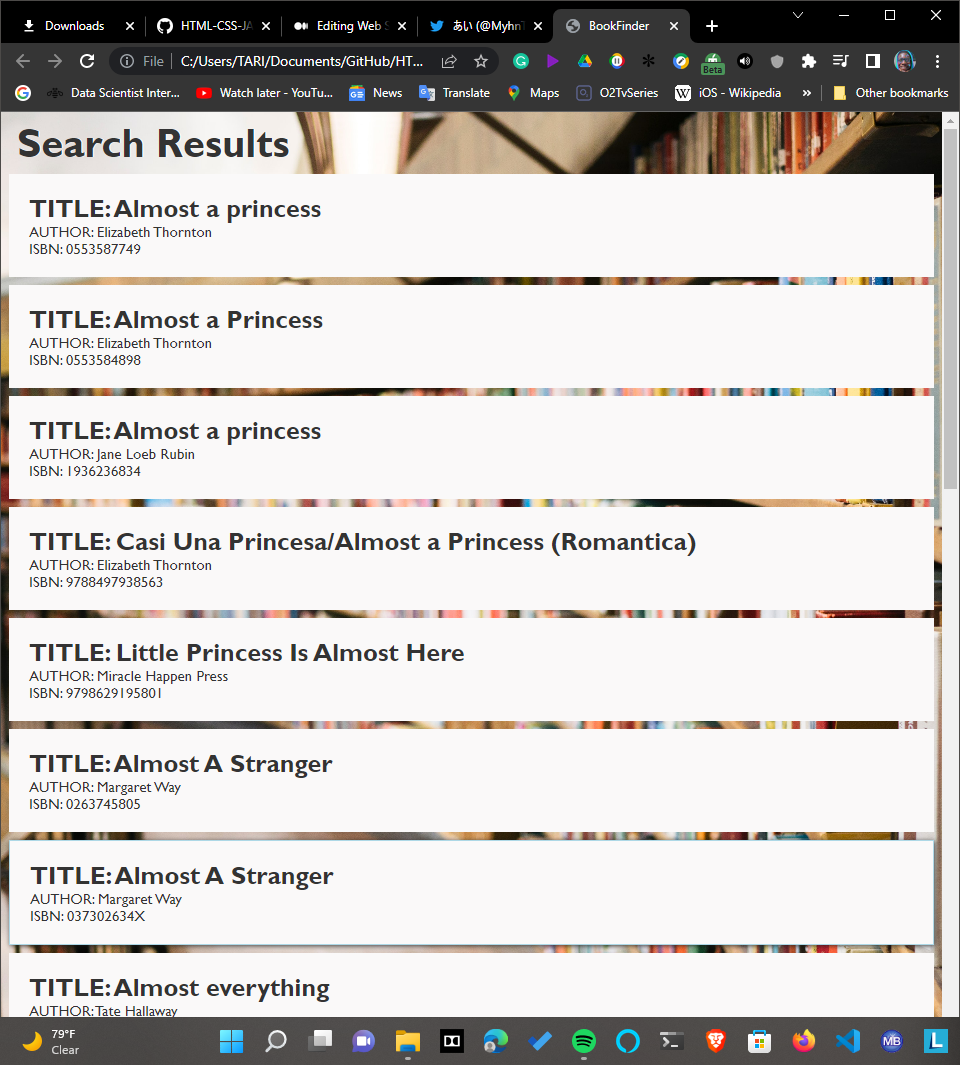 Downloads
HTML-CSS-JA
Editing Web S
あい (@MyhnT
BookFinder
File
C:/Users/TARI/Documents/GitHub/HT...
Beta
Data Scientist Inter...
Watch later - YouTu...
News
Translate
Maps
O2TvSeries
iOS - Wikipedia
»
Other bookmarks
Search Results
TITLE: Almost a princess
AUTHOR: Elizabeth Thornton
ISBN: 0553587749
TITLE: Almost a Princess
AUTHOR: Elizabeth Thornton
ISBN: 0553584898
TITLE: Almost a princess
AUTHOR: Jane Loeb Rubin
ISBN: 1936236834
TITLE: Casi Una Princesa/Almost a Princess (Romantica)
AUTHOR: Elizabeth Thornton
ISBN: 9788497938563
TITLE: Little Princess Is Almost Here
AUTHOR: Miracle Happen Press
ISBN: 9798629195801
TITLE: Almost A Stranger
AUTHOR: Margaret Way
ISBN: 0263745805
TITLE: Almost A Stranger
AUTHOR: Margaret Way
ISBN: 037302634X
TITLE: Almost everything
AUTHOR: Tate Hallaway
79°F
Clear
MB
L